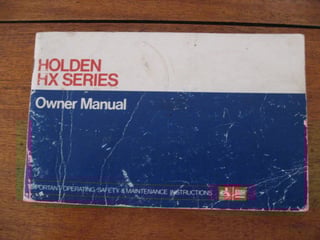 HOLDEN
HX SERIES
Owner Manual
IMPORTANT OPERATING/SAFETY & MAINTENANCE INSTRUCTIONS